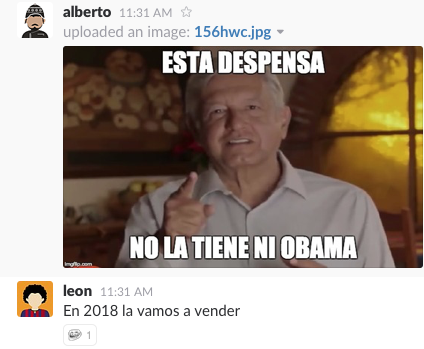 alberto 11:31 AM
uploaded an image: 156hwc.jpg
ESTA DESPENSA
NO LA TIENE NI OBAMA
imgflip.com
leon 11:31 AM
En 2018 la vamos a vender
1